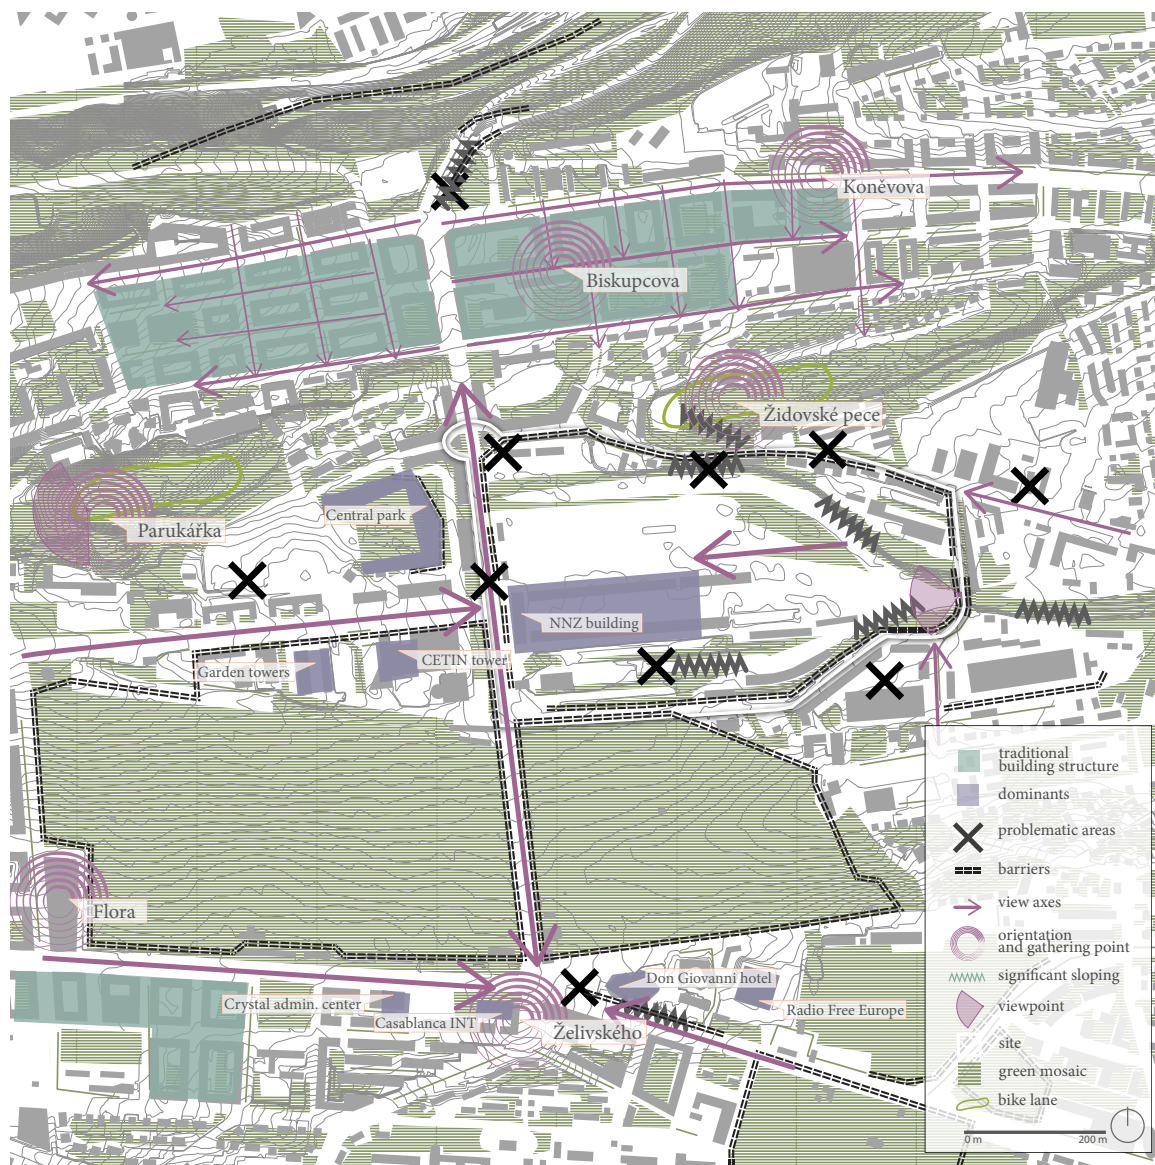 Koněvova
Biskupcova
Židovské pece
Central park
Parukářka
NNZ building
CETIN tower
Garden towers
Flora
Don Giovanni hotel
Crystal admin. center
Radio Free Europe
Casablanca INT
Želivského
traditional
building structure
dominants
problematic areas
barriers
view axes
orientation
and gathering point
significant sloping
viewpoint
site
green mosaic
bike lane
0 m
200 m